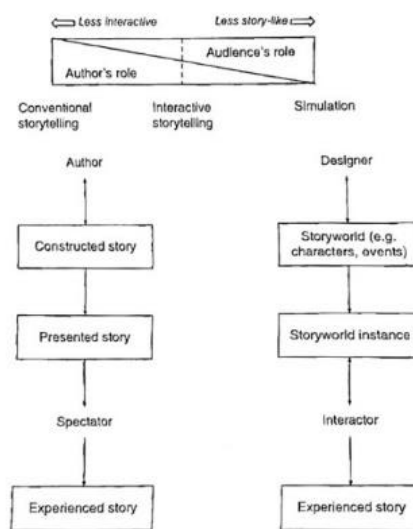 Less interactive
Less story-like
Audience's role
Author's role
Conventional
storytelling
Interactive
storytelling
Simulation
Author
Designer
Constructed story
Storyworld (e.g.
characters, events)
Presented story
Storyworld instance
Spectator
Interactor
Experienced story
Experienced story